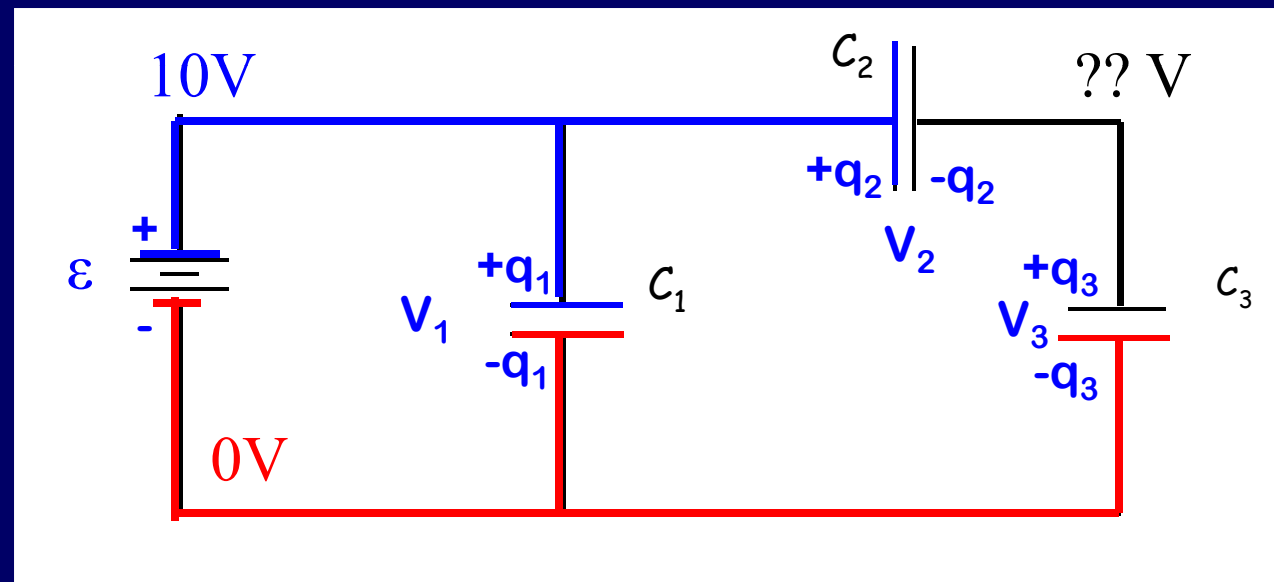 10V
C₂
?? V
+q₂
-q₂
+
ε
V₂
+q₁
C₁
+q₃
C₃
V₁
V₃
-
-q₁
-q₃
0V